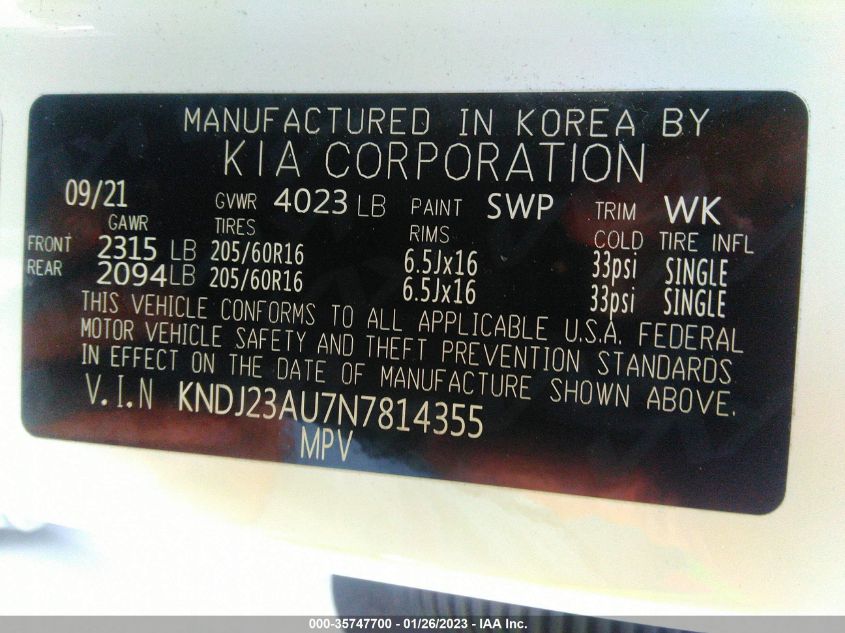 MANUFACTURED IN KOREA BY
KIA CORPORATION
09/21 GVWR 4023 LB PAINT SWP TRIM WK
GAWR TIRES RIMS COLD TIRE INFL
FRONT 2315 LB 205/60R16 6.5Jx16 33psi SINGLE
REAR 2094 LB 205/60R16 6.5Jx16 33psi SINGLE
THIS VEHICLE CONFORMS TO ALL APPLICABLE U.S.A. FEDERAL
MOTOR VEHICLE SAFETY AND THEFT PREVENTION STANDARDS
IN EFFECT ON THE DATE OF MANUFACTURE SHOWN ABOVE.
V.I.N KNDJ23AU7N7814355
MPV
000-35747700 - 01/26/2023 - IAA Inc.